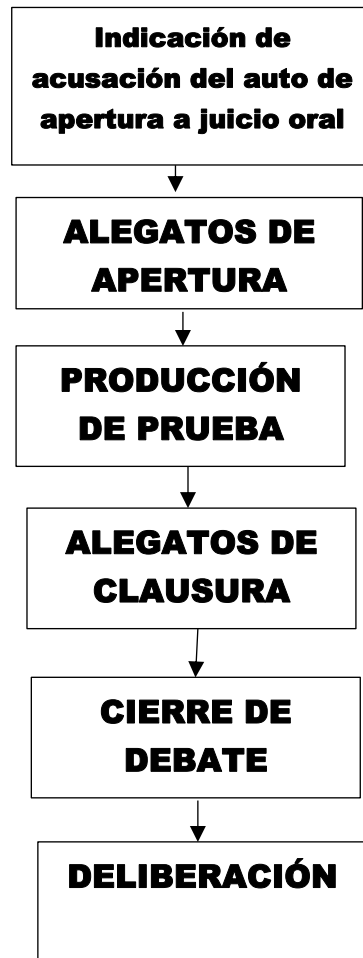 Indicación de
acusación del auto de
apertura a juicio oral
ALEGATOS DE
APERTURA
PRODUCCIÓN
DE PRUEBA
ALEGATOS DE
CLAUSURA
CIERRE DE
DEBATE
DELIBERACIÓN